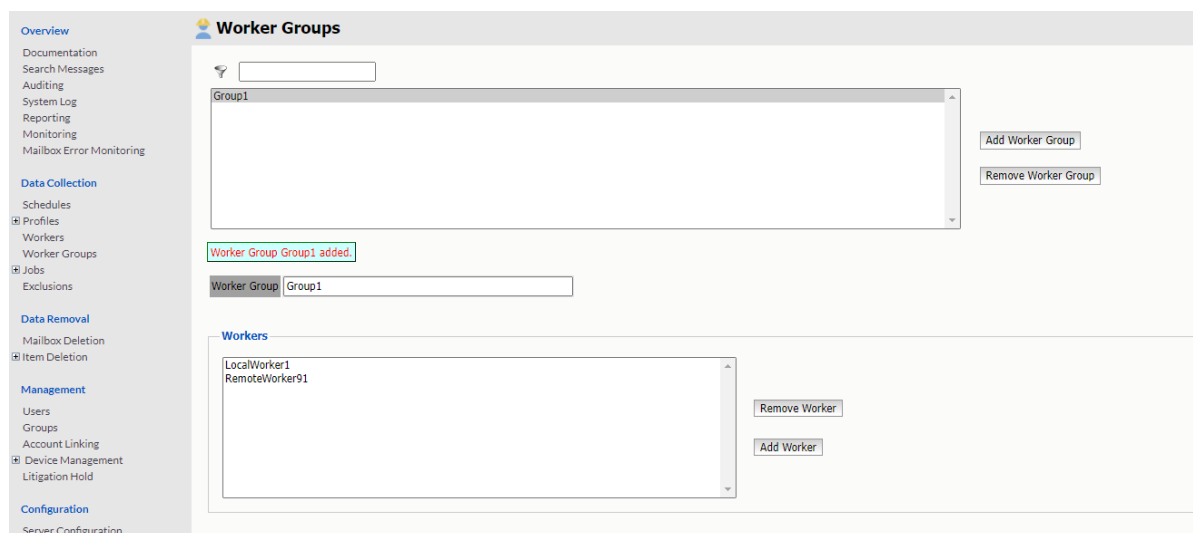 Overview
Documentation
Search Messages
Auditing
System Log
Reporting
Monitoring
Mailbox Error Monitoring
Data Collection
Schedules
Profiles
Workers
Worker Groups
Jobs
Exclusions
Data Removal
Mailbox Deletion
Item Deletion
Management
Users
Groups
Account Linking
Device Management
Litigation Hold
Configuration
Server Configuration
Worker Groups
Group1
Add Worker Group
Remove Worker Group
Worker Group Group1 added.
Worker Group Group1
Workers
LocalWorker1
RemoteWorker91
Remove Worker
Add Worker